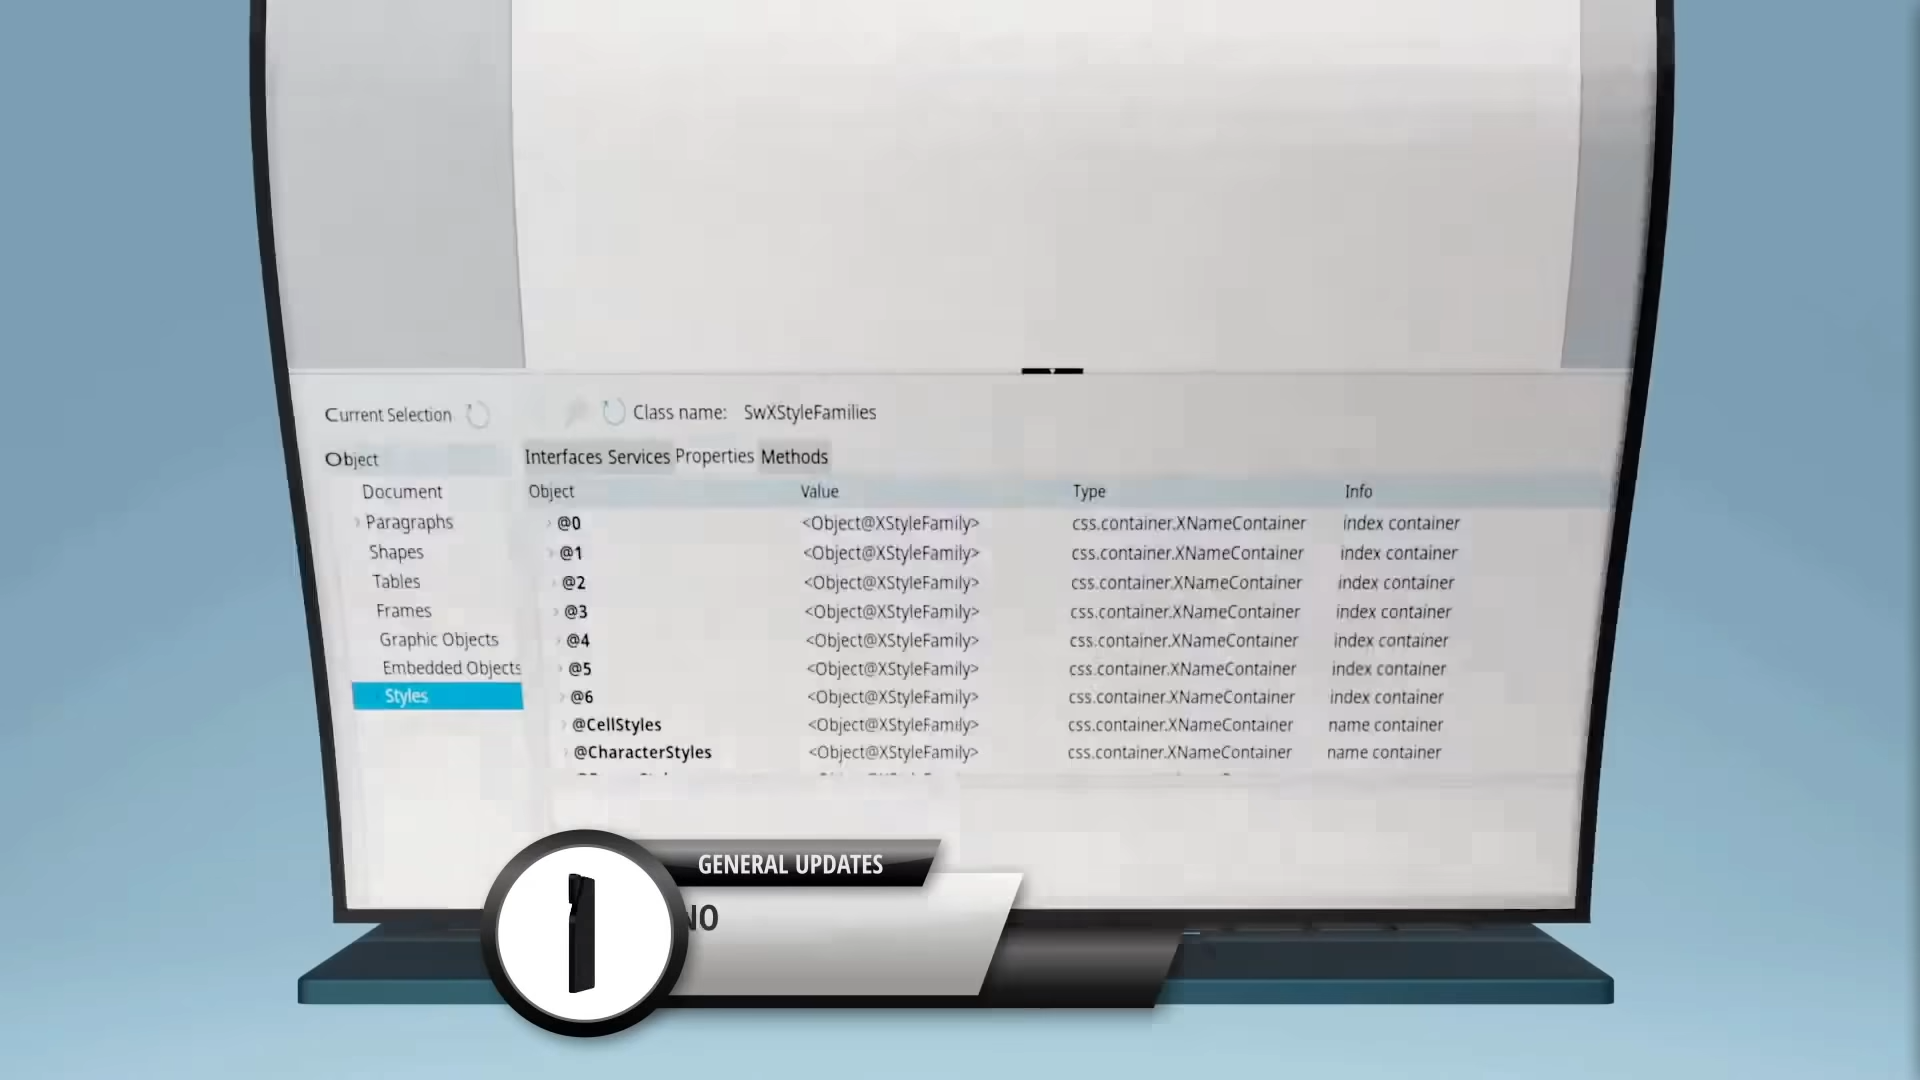 Current Selection
Class name: SwXStyleFamilies
Object
Interfaces Services Properties Methods
Document
Object Value Type Info
Paragraphs
@0 <Object@XStyleFamily> css.container.XNameContainer index container
Shapes
@1 <Object@XStyleFamily> css.container.XNameContainer index container
Tables
@2 <Object@XStyleFamily> css.container.XNameContainer index container
Frames
@3 <Object@XStyleFamily> css.container.XNameContainer index container
Graphic Objects
@4 <Object@XStyleFamily> css.container.XNameContainer index container
Embedded Objects
@5 <Object@XStyleFamily> css.container.XNameContainer index container
Styles
@6 <Object@XStyleFamily> css.container.XNameContainer index container
@CellStyles <Object@XStyleFamily> css.container.XNameContainer name container
@CharacterStyles <Object@XStyleFamily> css.container.XNameContainer name container
GENERAL UPDATES
NO